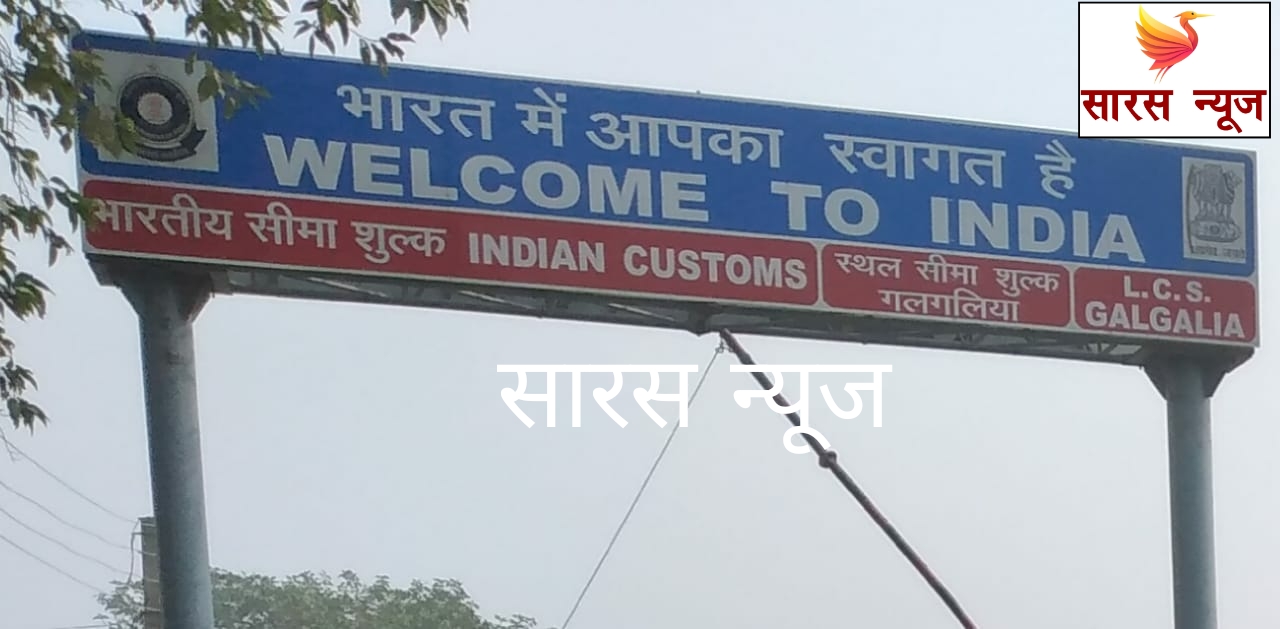 सारस न्यूज
भारत में आपका स्वागत है
WELCOME TO INDIA
भारतीय सीमा शुल्क INDIAN CUSTOMS
स्थल सीमा शुल्क
गलगलिया
L.C.S.
GALGALIA
सारस न्यूज